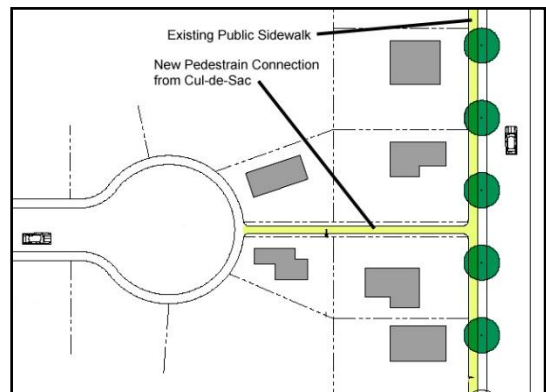 Existing Public Sidewalk
New Pedestrain Connection
from Cul-de-Sac